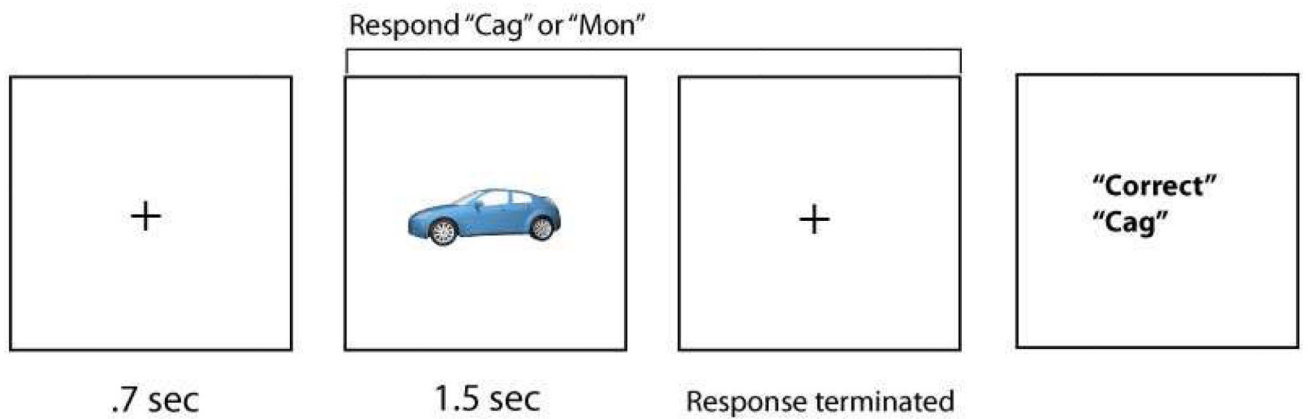 Respond “Cag” or “Mon”
+
+
“Correct”
“Cag”
.7 sec
1.5 sec
Response terminated